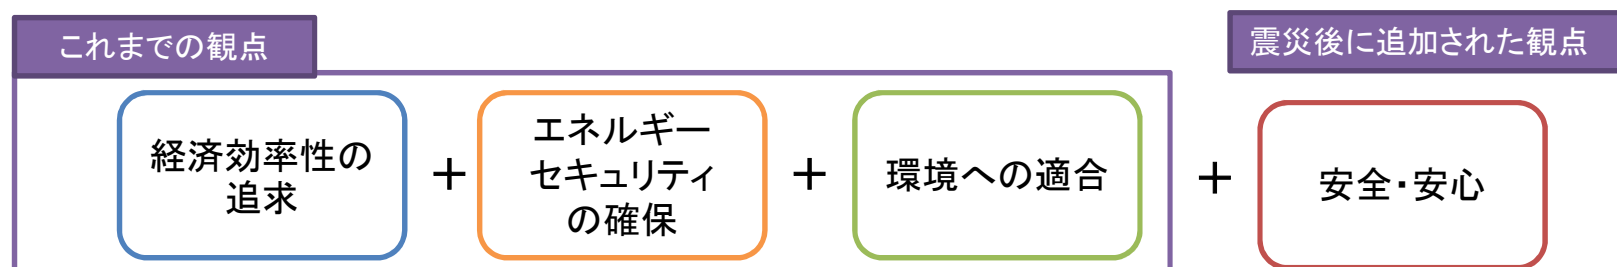 これまでの観点
震災後に追加された観点
経済効率性の
追求
＋
エネルギー
セキュリティ
の確保
＋
環境への適合
＋
安全・安心